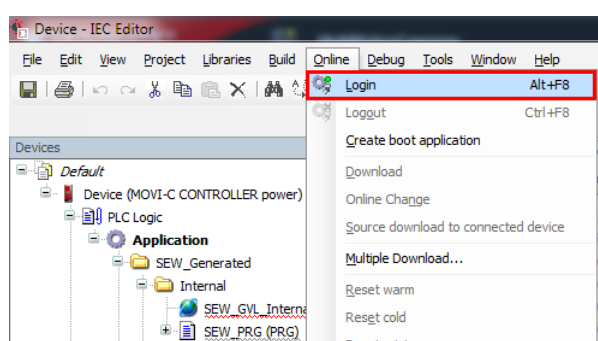 Device - IEC Editor
File Edit View Project Libraries Build Online Debug Tools Window Help
Login Alt+F8
Logout Ctrl+F8
Create boot application
Download
Online Change
Source download to connected device
Multiple Download...
Reset warm
Reset cold
Devices
Default
Device (MOVI-C CONTROLLER power)
PLC Logic
Application
SEW_Generated
Internal
SEW_GVL_Interna
SEW_PRG (PRG)